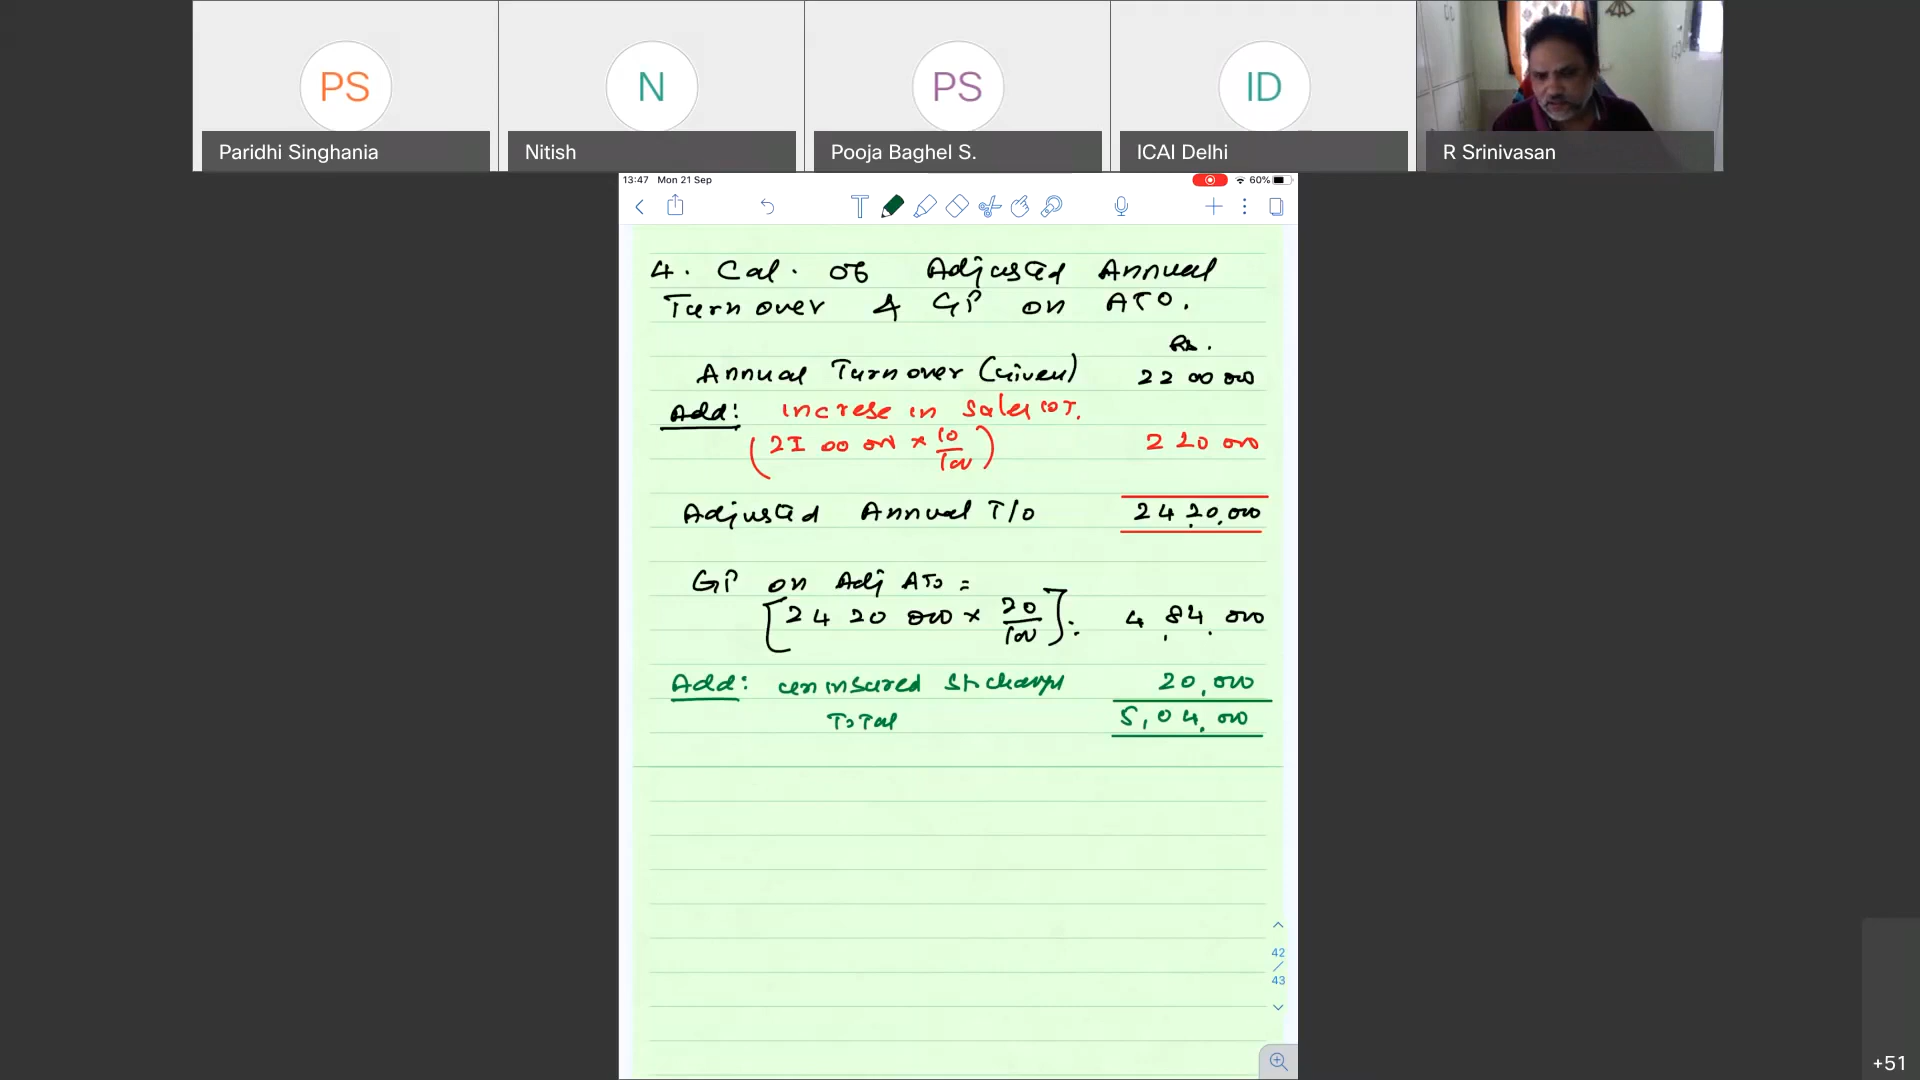 PS
N
PS
ID
Paridhi Singhania
Nitish
Pooja Baghel S.
ICAI Delhi
R Srinivasan
13:47 Mon 21 Sep
60%
4. Cal. of Adjusted Annual
Turnover & GP on ATO.
Rs.
Annual Turnover (Given) 22 00 000
Add: increse in sales
10
( 00 000 × ) 2 20 000
100
Adjusted Annual T/O 24 20,000
GP on Adj ATO =
20
[24 20 000 × ]: 4 84 000
100
Add: uninsured St. charges 20,000
Total 5,04,000
42
/
43
+51